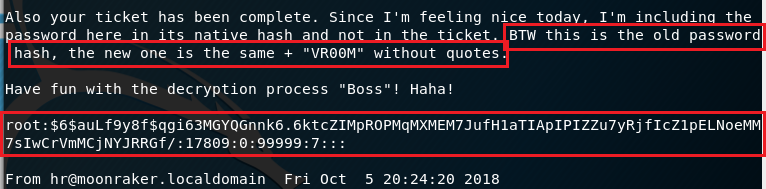 Also your ticket has been complete. Since I'm feeling nice today, I'm including the
password here in its native hash and not in the ticket. BTW this is the old password
hash, the new one is the same + "VR00M" without quotes.
Have fun with the decryption process "Boss"! Haha!
root:$6$auLf9y8f$qgi63MGYQGnnk6.6ktcZIMpROPMqMXMEM7JufH1aTIApIPIZZu7yRjfIcZ1pELNoeMM
7sIwCrVmMCjNYJRRGf/:17809:0:99999:7:::
From hr@moonraker.localdomain  Fri Oct  5 20:24:20 2018